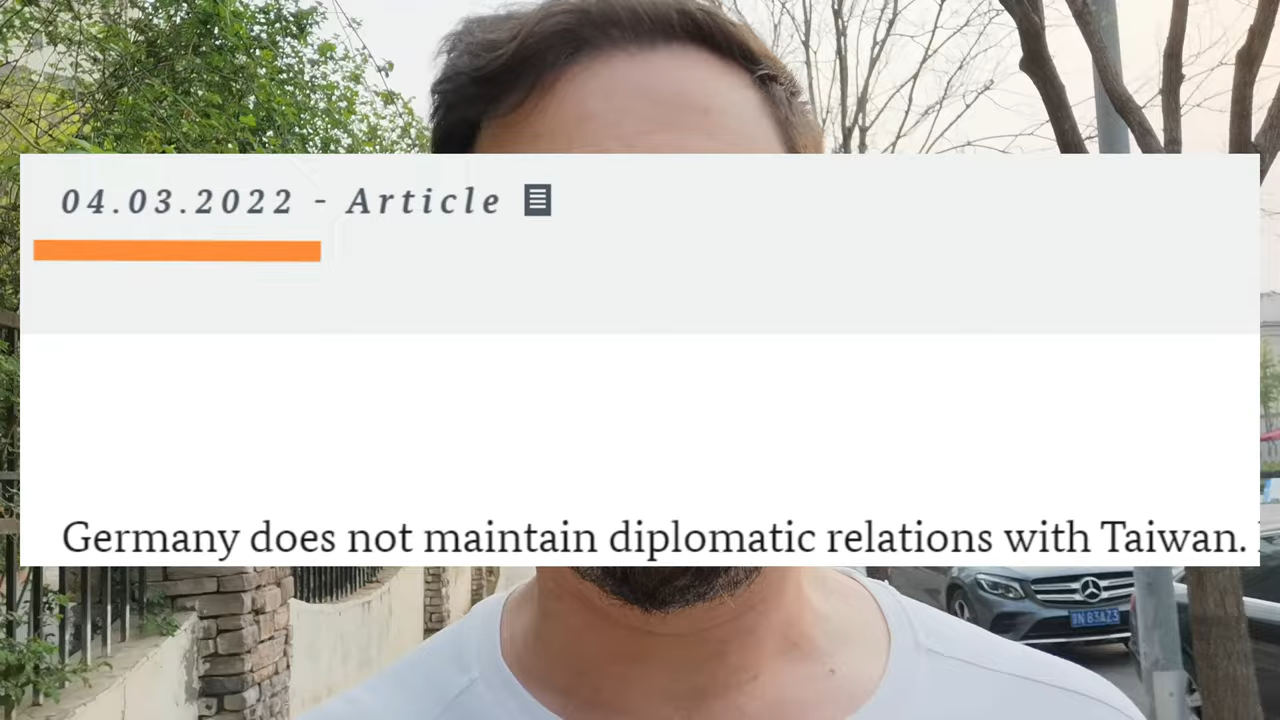 04.03.2022 - Article
Germany does not maintain diplomatic relations with Taiwan.